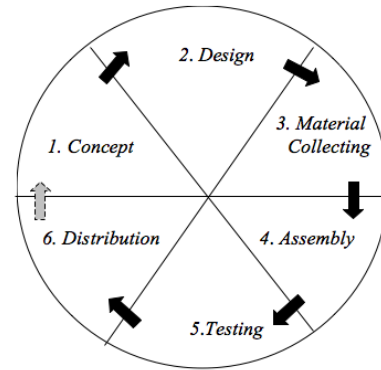 1. Concept
2. Design
3. Material
Collecting
4. Assembly
5.Testing
6. Distribution